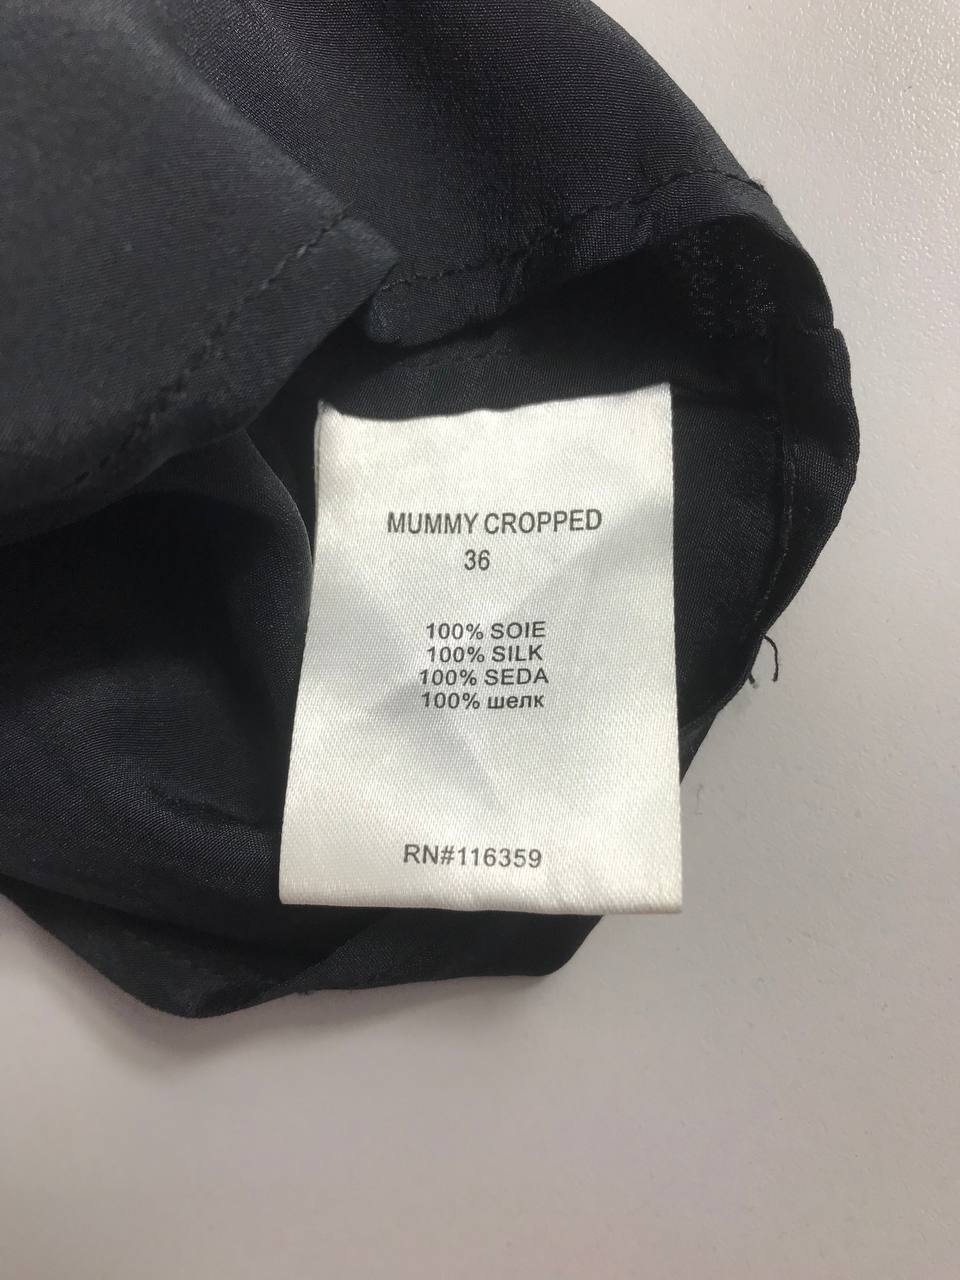 MUMMY CROPPED
36
100% SOIE
100% SILK
100% SEDA
100% шелк
RN#116359